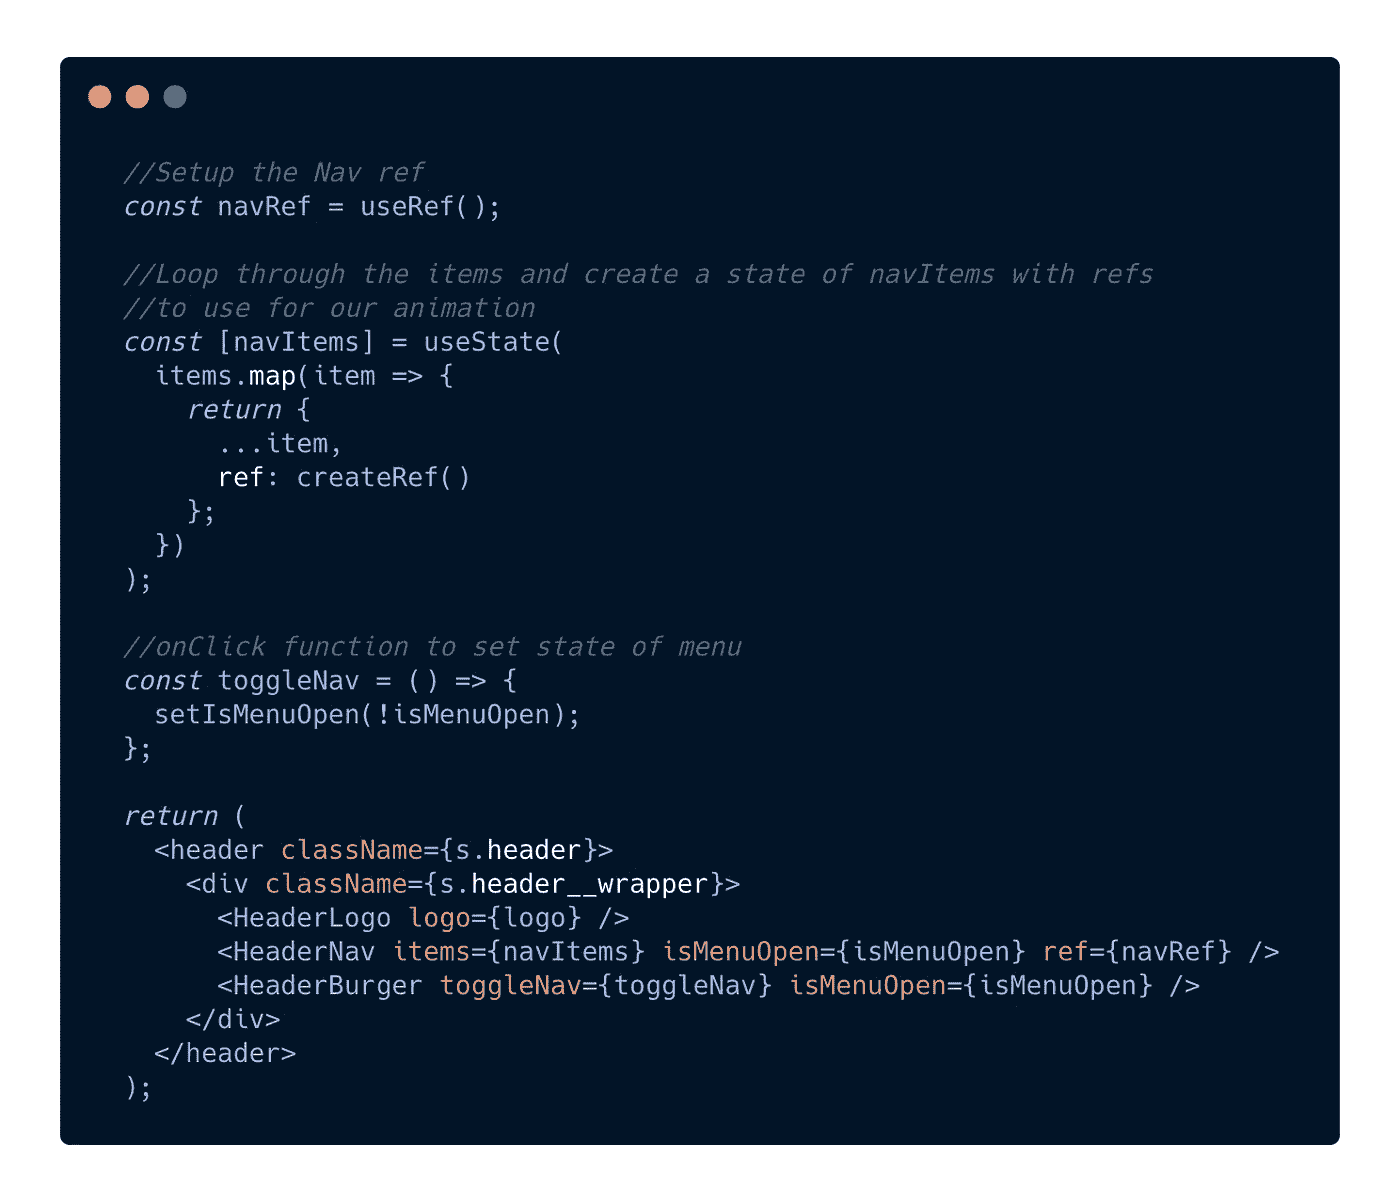 //Setup the Nav ref
const navRef = useRef();

//Loop through the items and create a state of navItems with refs
//to use for our animation
const [navItems] = useState(
  items.map(item => {
    return {
      ...item,
      ref: createRef()
    };
  })
);

//onClick function to set state of menu
const toggleNav = () => {
  setIsMenuOpen(!isMenuOpen);
};

return (
  <header className={s.header}>
    <div className={s.header__wrapper}>
      <HeaderLogo logo={logo} />
      <HeaderNav items={navItems} isMenuOpen={isMenuOpen} ref={navRef} />
      <HeaderBurger toggleNav={toggleNav} isMenuOpen={isMenuOpen} />
    </div>
  </header>
);